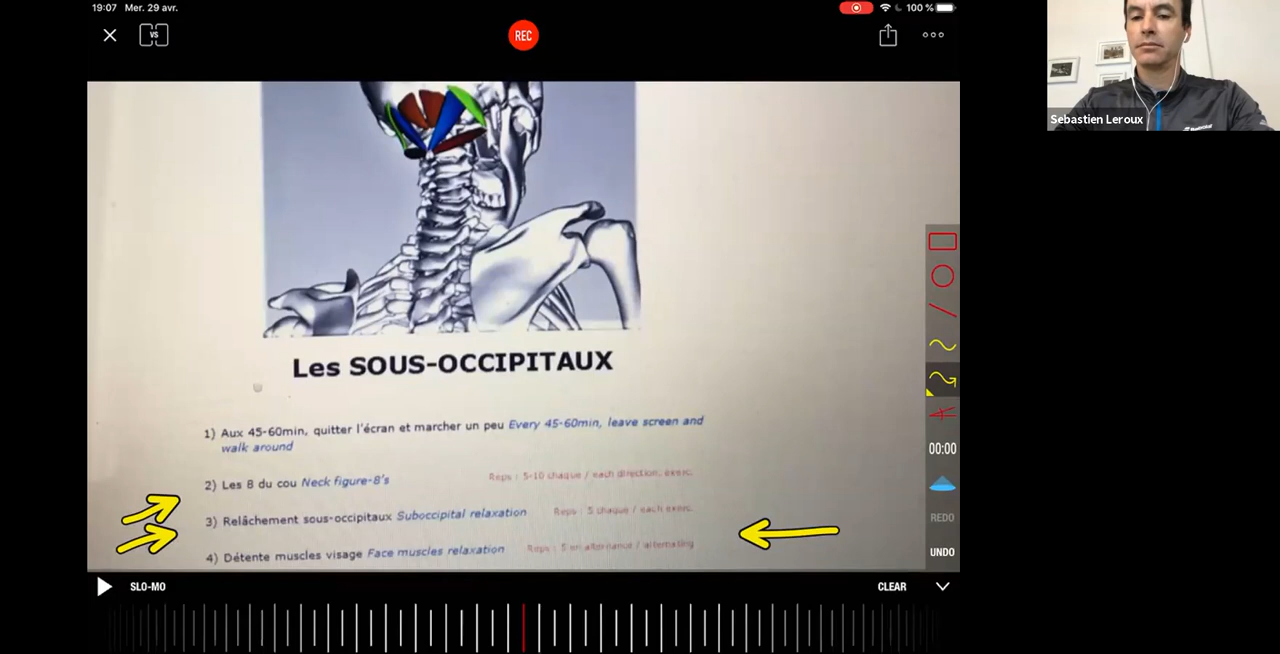 19:07 Mer. 29 avr.
100 %
VS
REC
Sebastien Leroux
Les SOUS-OCCIPITAUX
1) Aux 45-60min, quitter l'écran et marcher un peu Every 45-60min, leave screen and
walk around
2) Les 8 du cou Neck figure-8's Reps : 5-10 chaque / each direction, exerc.
3) Relâchement sous-occipitaux Suboccipital relaxation Reps : 5 chaque / each exerc.
4) Détente muscles visage Face muscles relaxation Reps : 5 en alternance / alternating
00:00
REDO
UNDO
SLO-MO
CLEAR